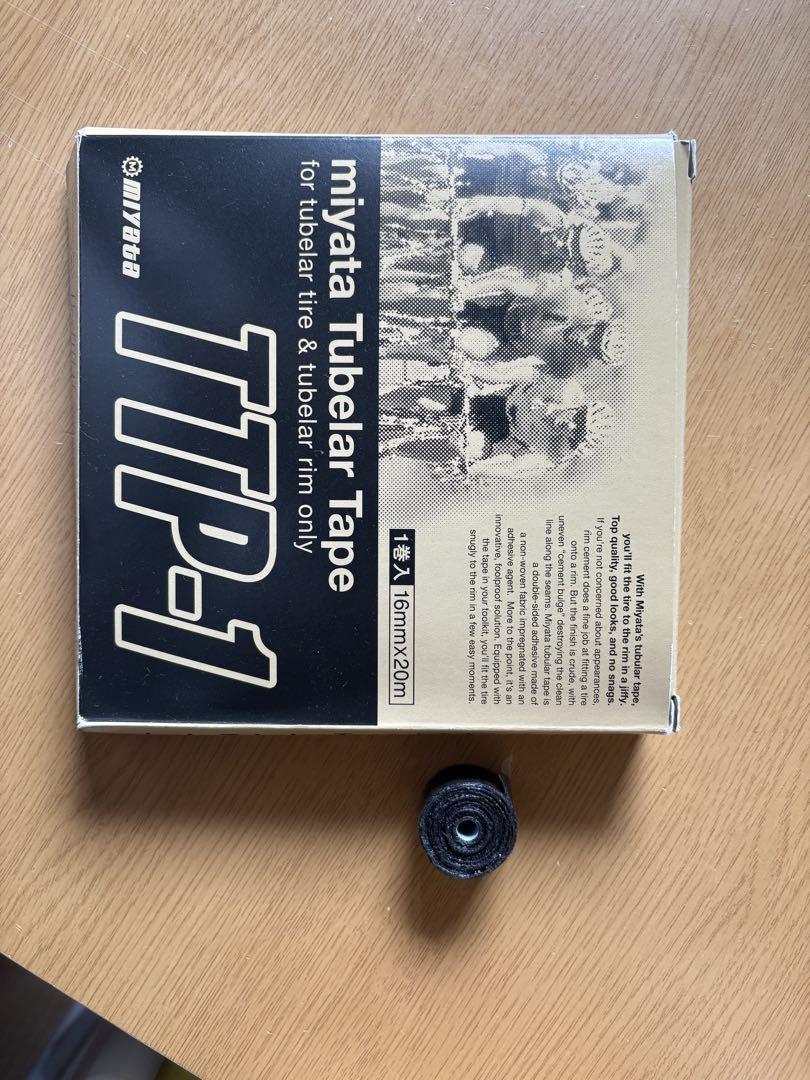 With Miyata's tubular tape,
you'll fit the tire to the rim in a jiffy.
Top quality, good looks, and no snags.
If you're not concerned about appearances,
rim cement does a fine job at fitting a tire
onto a rim. But the finish is crude, with
uneven "cement bulge" destroying the clean
line along the seams. Miyata tubular tape is
a double-sided adhesive made of
a non-woven fabric impregnated with an
adhesive agent. More to the point, it's an
innovative, foolproof solution. Equipped with
the tape in your toolkit, you'll fit the tire
snugly to the rim in a few easy moments.
1巻入 16mm×20m
miyata Tubelar Tape
for tubelar tire & tubelar rim only
TTP-1
M miyata